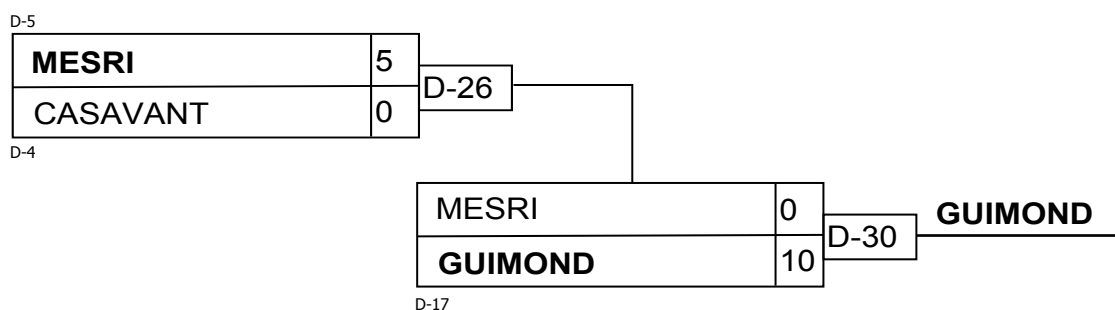 D-5
MESRI 5
D-26
CASAVANT 0
D-4
MESRI 0
D-30
GUIMOND
GUIMOND 10
D-17